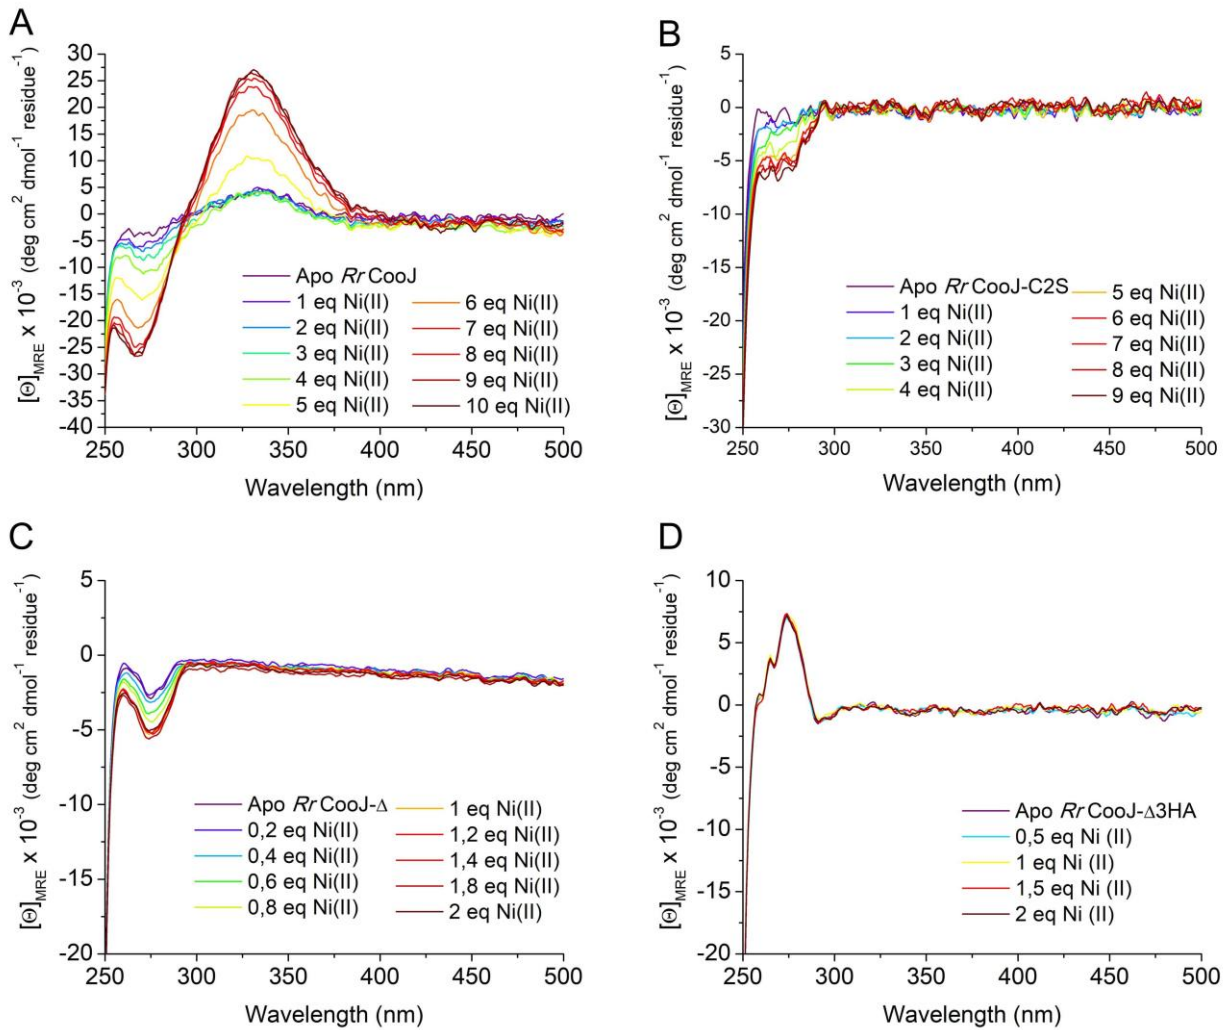 A
[Θ]MRE x 10⁻³ (deg cm² dmol⁻¹ residue⁻¹)
30
25
20
15
10
5
0
-5
-10
-15
-20
-25
-30
-35
-40
Apo Rr CooJ
1 eq Ni(II)
2 eq Ni(II)
3 eq Ni(II)
4 eq Ni(II)
5 eq Ni(II)
6 eq Ni(II)
7 eq Ni(II)
8 eq Ni(II)
9 eq Ni(II)
10 eq Ni(II)
250 300 350 400 450 500
Wavelength (nm)
B
[Θ]MRE x 10⁻³ (deg cm² dmol⁻¹ residue⁻¹)
5
0
-5
-10
-15
-20
-25
-30
Apo Rr CooJ-C2S
1 eq Ni(II)
2 eq Ni(II)
3 eq Ni(II)
4 eq Ni(II)
5 eq Ni(II)
6 eq Ni(II)
7 eq Ni(II)
8 eq Ni(II)
9 eq Ni(II)
250 300 350 400 450 500
Wavelength (nm)
C
[Θ]MRE x 10⁻³ (deg cm² dmol⁻¹ residue⁻¹)
5
0
-5
-10
-15
-20
Apo Rr CooJ-Δ
0,2 eq Ni(II)
0,4 eq Ni(II)
0,6 eq Ni(II)
0,8 eq Ni(II)
1 eq Ni(II)
1,2 eq Ni(II)
1,4 eq Ni(II)
1,8 eq Ni(II)
2 eq Ni(II)
250 300 350 400 450 500
Wavelength (nm)
D
[Θ]MRE x 10⁻³ (deg cm² dmol⁻¹ residue⁻¹)
10
5
0
-5
-10
-15
-20
Apo Rr CooJ-Δ3HA
0,5 eq Ni (II)
1 eq Ni (II)
1,5 eq Ni (II)
2 eq Ni (II)
250 300 350 400 450 500
Wavelength (nm)